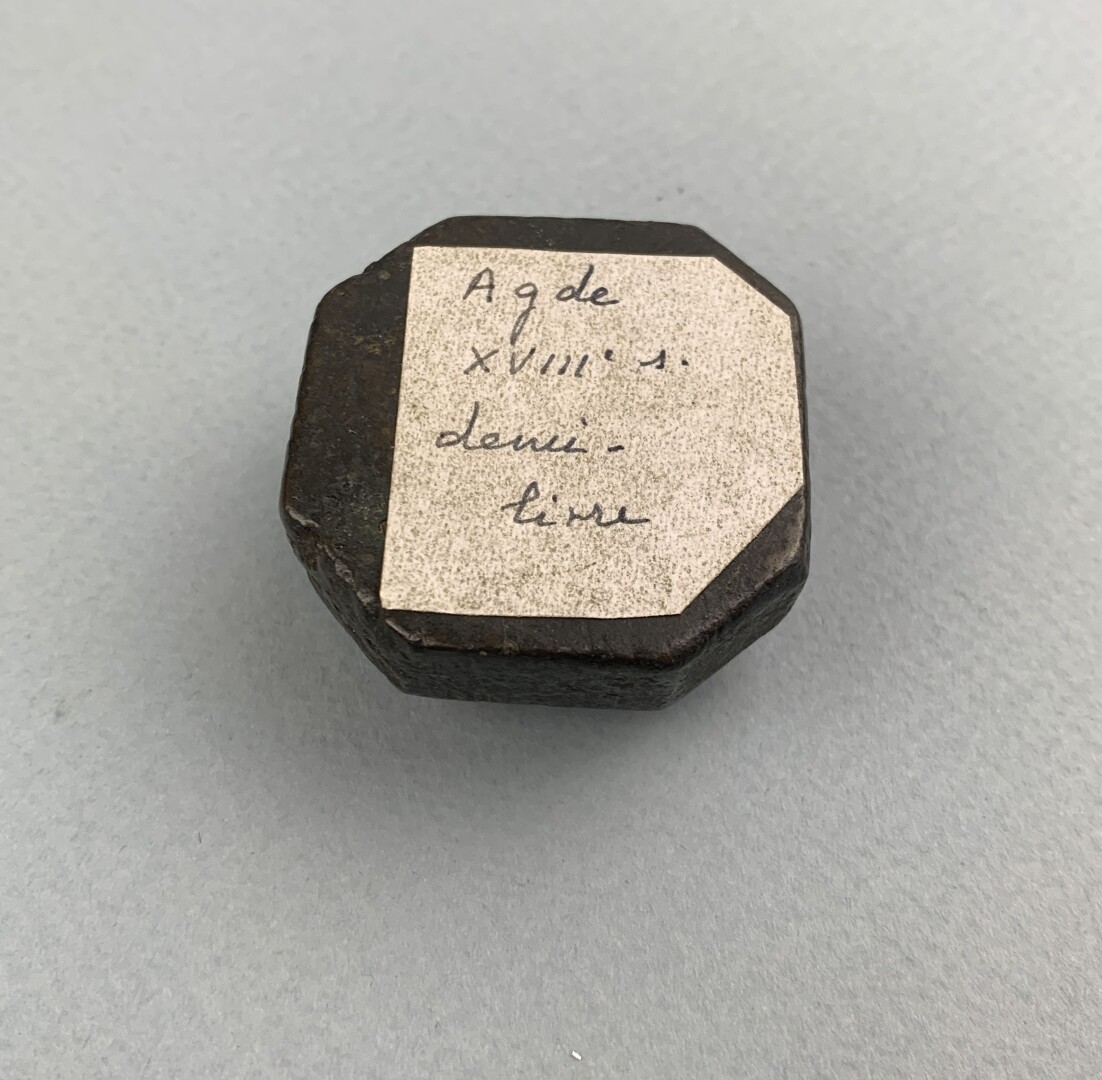 Agde
XVIIIe s.
demi-
livre